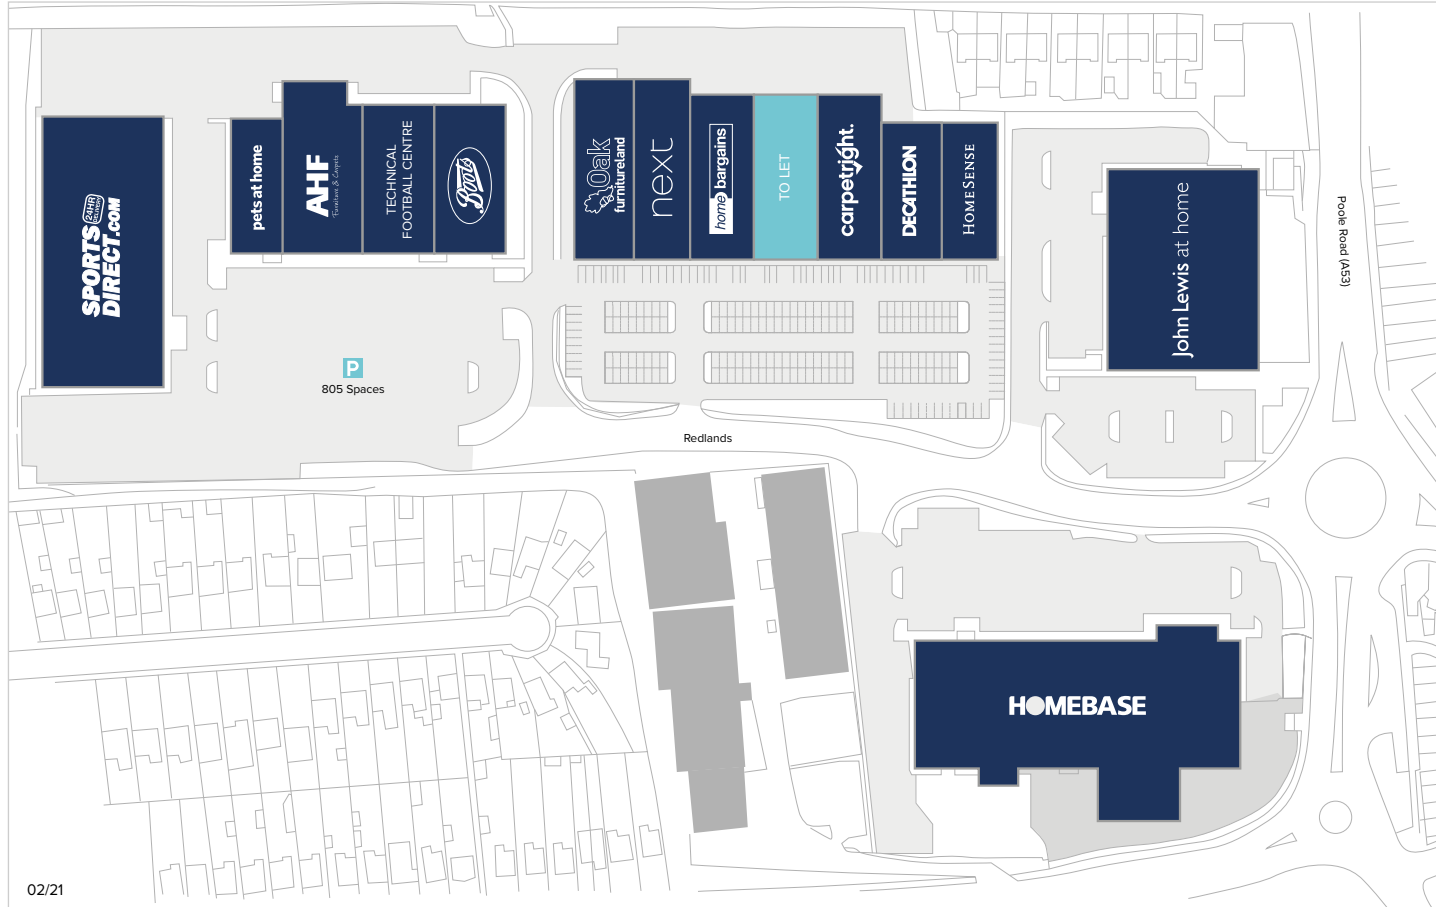 SPORTS
DIRECT.COM
24HR
DELIVERY
pets at home
AHF
Furniture & Carpets
TECHNICAL
FOOTBALL CENTRE
Boots
Oak
furnitureland
next
home bargains
TO LET
carpetright.
DECATHLON
HOMESENSE
John Lewis at home
Poole Road (A53)
P
805 Spaces
Redlands
HOMEBASE
02/21